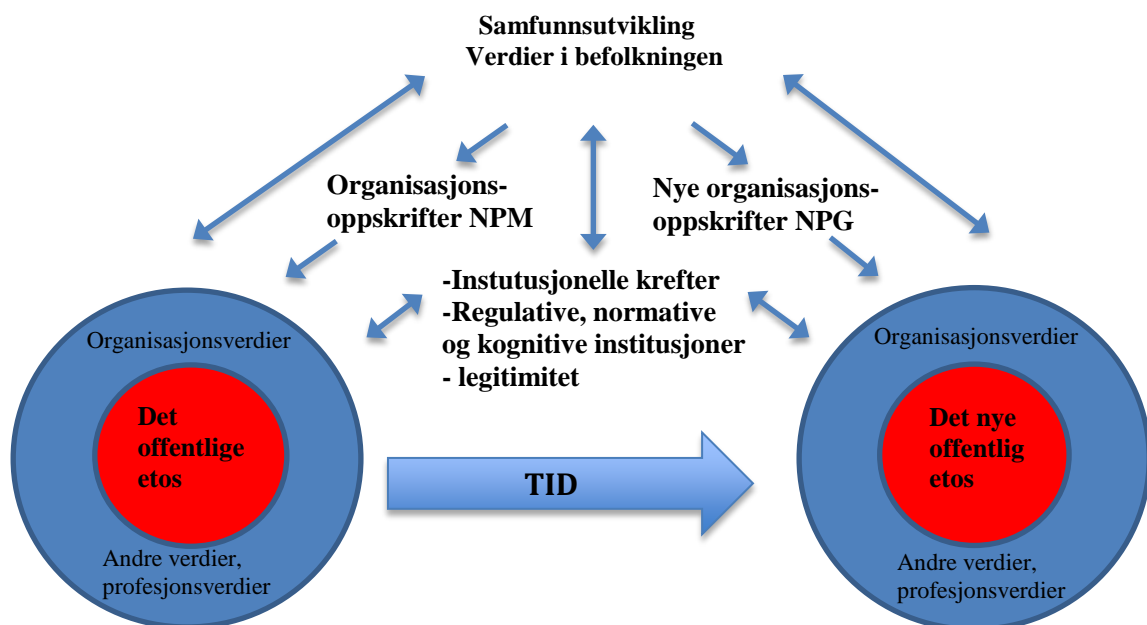 Samfunnsutvikling
Verdier i befolkningen
Organisasjons-
oppskrifter NPM
Nye organisasjons-
oppskrifter NPG
-Instutusjonelle krefter
-Regulative, normative
og kognitive institusjoner
- legitimitet
Organisasjonsverdier
Det
offentlige
etos
Andre verdier,
profesjonsverdier
TID
Organisasjonsverdier
Det nye
offentlig
etos
Andre verdier,
profesjonsverdier